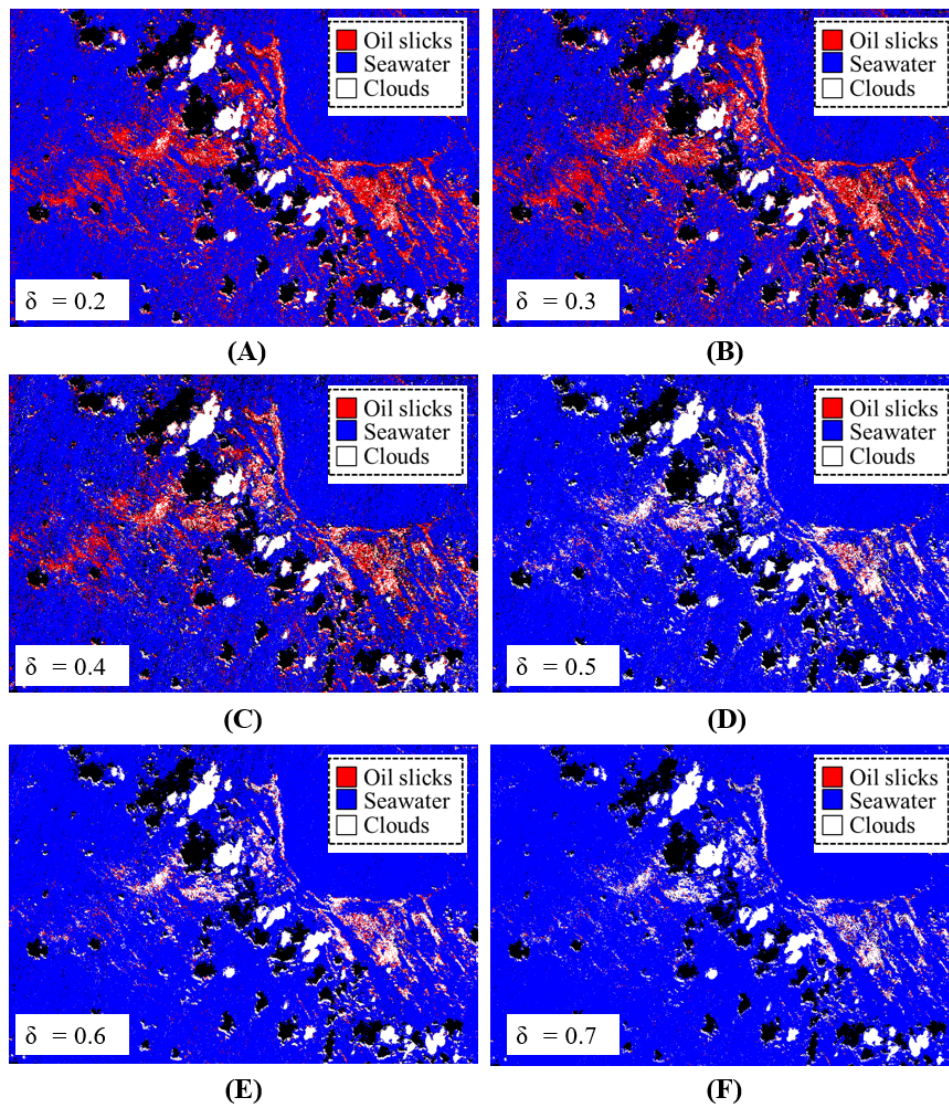 Oil slicks
Seawater
Clouds
δ = 0.2
(A)
Oil slicks
Seawater
Clouds
δ = 0.3
(B)
Oil slicks
Seawater
Clouds
δ = 0.4
(C)
Oil slicks
Seawater
Clouds
δ = 0.5
(D)
Oil slicks
Seawater
Clouds
δ = 0.6
(E)
Oil slicks
Seawater
Clouds
δ = 0.7
(F)